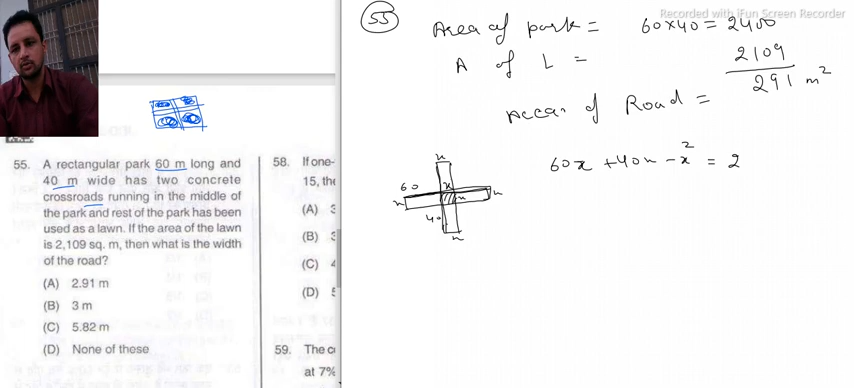 Recorded with iFun Screen Recorder
55
Area of park = 60×40 = 2400
A of L = 2109
291 m²
Area of Road =
60x + 40x - x² = 2
x
60
x
x
x
x
40
x
55. A rectangular park 60 m long and
40 m wide has two concrete
crossroads running in the middle of
the park and rest of the park has been
used as a lawn. If the area of the lawn
is 2,109 sq. m, then what is the width
of the road?
(A) 2.91 m
(B) 3 m
(C) 5.82 m
(D) None of these
58. If one-
15, the
(A) 3
(B) 3
(C) 4
(D) 5
59. The c
at 7%